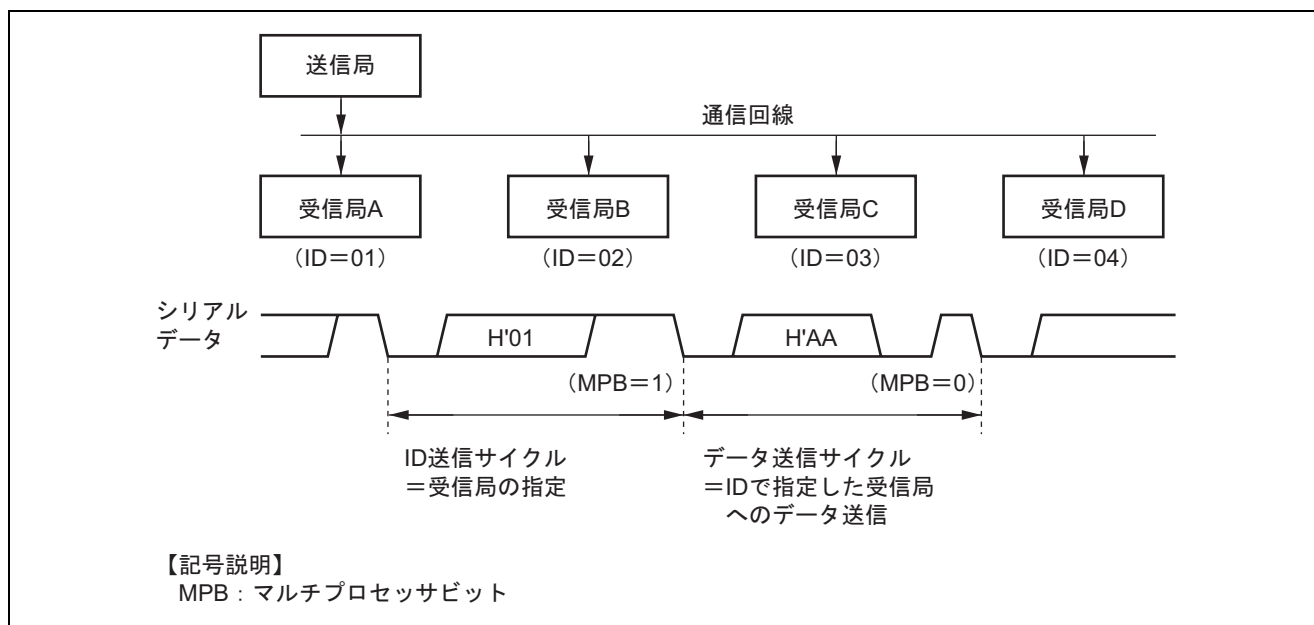 送信局
通信回線
受信局A 受信局B 受信局C 受信局D
（ID＝01） （ID＝02） （ID＝03） （ID＝04）
シリアル
データ
H'01 H'AA
（MPB＝1） （MPB＝0）
ID送信サイクル
＝受信局の指定
データ送信サイクル
＝IDで指定した受信局
へのデータ送信
【記号説明】
MPB：マルチプロセッサビット